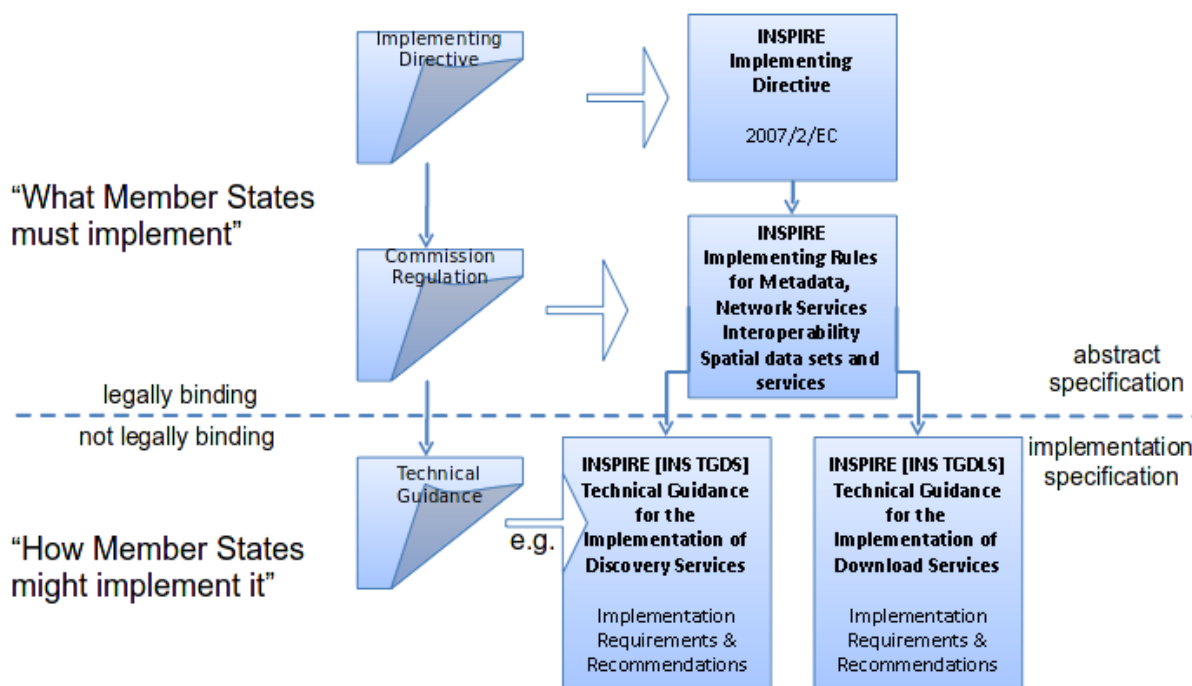 Implementing
Directive
INSPIRE
Implementing
Directive
2007/2/EC
“What Member States
must implement”
Commission
Regulation
INSPIRE
Implementing Rules
for Metadata,
Network Services
Interoperability
Spatial data sets and
services
abstract
specification
legally binding
not legally binding
implementation
specification
Technical
Guidance
e.g.
INSPIRE [INS TGDS]
Technical Guidance
for the
Implementation of
Discovery Services
Implementation
Requirements &
Recommendations
INSPIRE [INS TGDLS]
Technical Guidance
for the
Implementation of
Download Services
Implementation
Requirements &
Recommendations
“How Member States
might implement it”